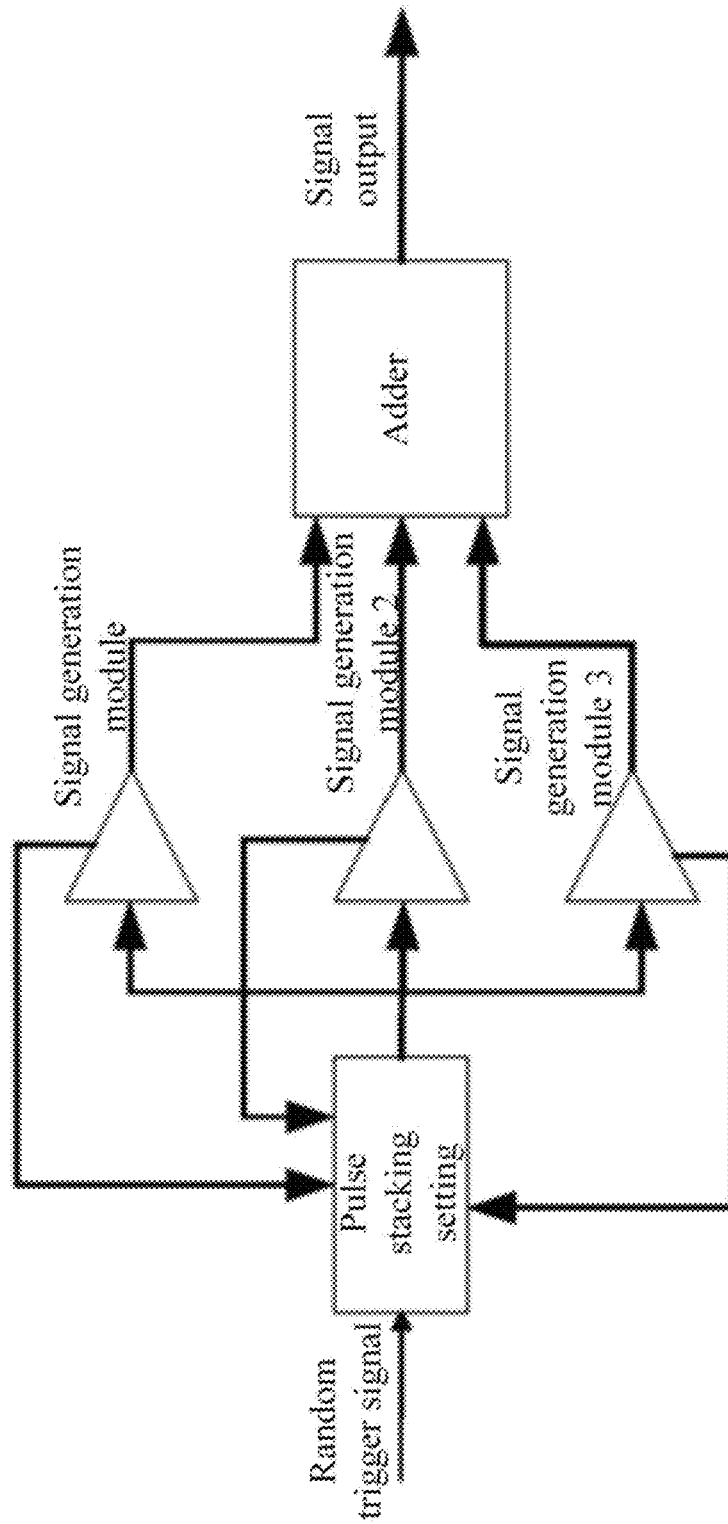 Random
trigger signal
Pulse
stacking
setting
Signal generation
module
Signal generation
module 2
Signal
generation
module 3
Adder
Signal
output